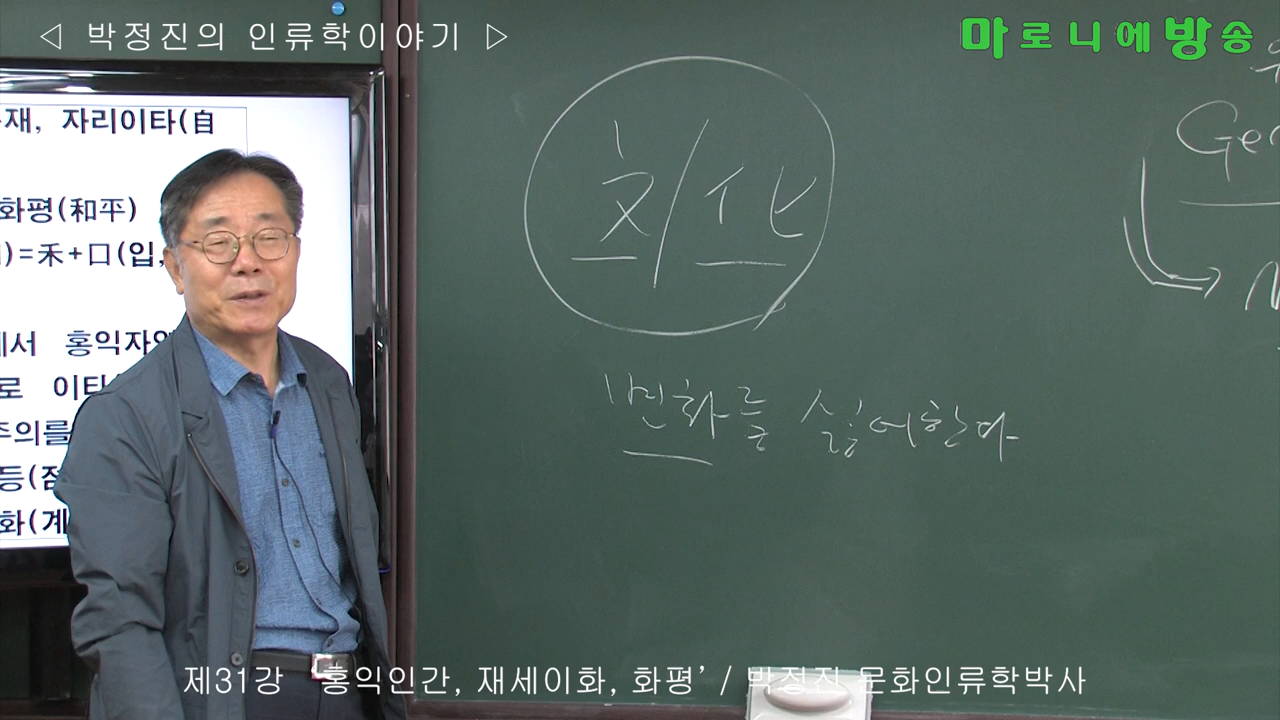 ◁ 박정진의 인류학이야기 ▷
마로니에방송
재, 자리이타(自
화평(和平)
)=禾+口(입,
에서 홍익자
로 이타
주의를
등(점
화(계
文/化
변화를 싫어한다
Ger
제31강 '홍익인간, 재세이화, 화평' / 박정진 문화인류학박사